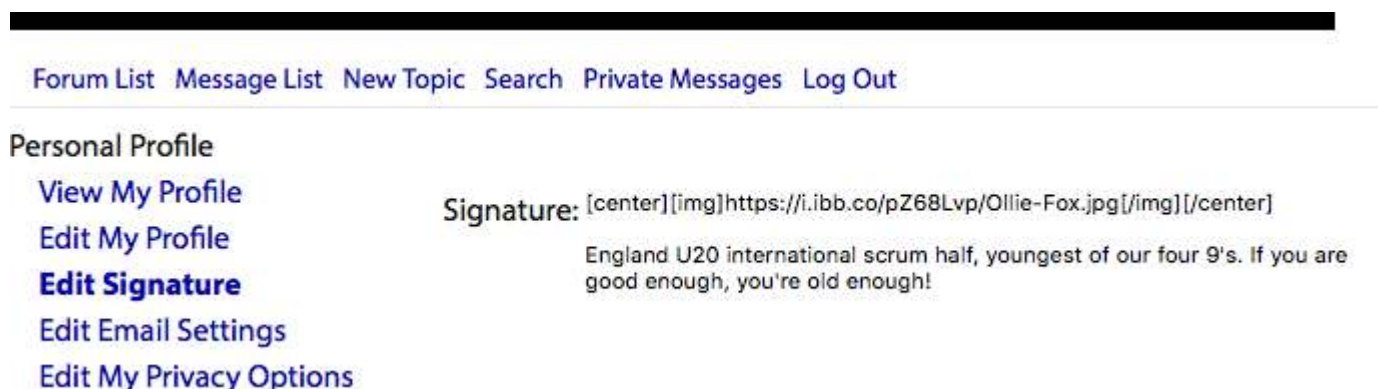 Forum List Message List New Topic Search Private Messages Log Out
Personal Profile
View My Profile
Edit My Profile
Edit Signature
Edit Email Settings
Edit My Privacy Options
Signature: [center][img]https://i.ibb.co/pZ68Lvp/Ollie-Fox.jpg[/img][/center]
England U20 international scrum half, youngest of our four 9's. If you are
good enough, you're old enough!